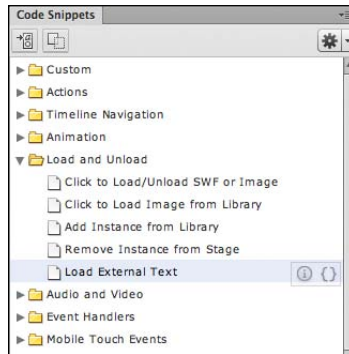 Code Snippets
Custom
Actions
Timeline Navigation
Animation
Load and Unload
Click to Load/Unload SWF or Image
Click to Load Image from Library
Add Instance from Library
Remove Instance from Stage
Load External Text
Audio and Video
Event Handlers
Mobile Touch Events